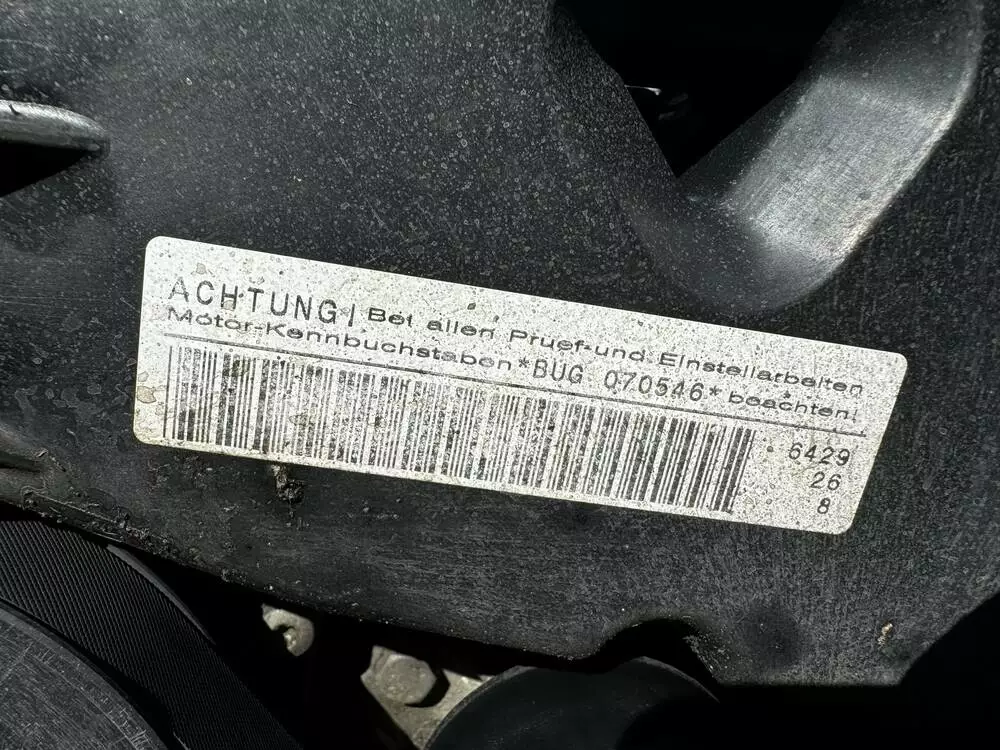 ACHTUNG! Bei allen Pruef-und Einstellarbeiten
Motor-Kennbuchstaben *BUG 070546* beachten!
6429
26
8